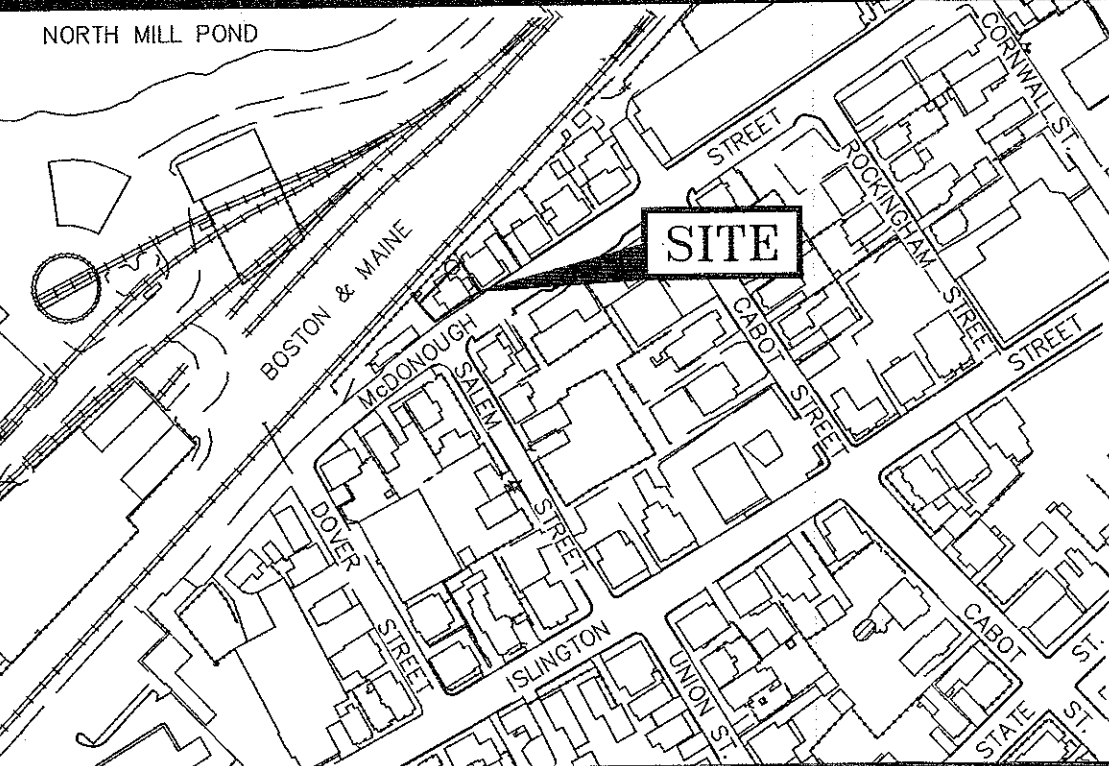 NORTH MILL POND
CORNWALL ST.
STREET
ROCKINGHAM STREET
SITE
BOSTON & MAINE
CABOT STREET
McDONOUGH
SALEM STREET
STREET
DOVER STREET
ISLINGTON
UNION ST.
CABOT ST.
STATE ST.